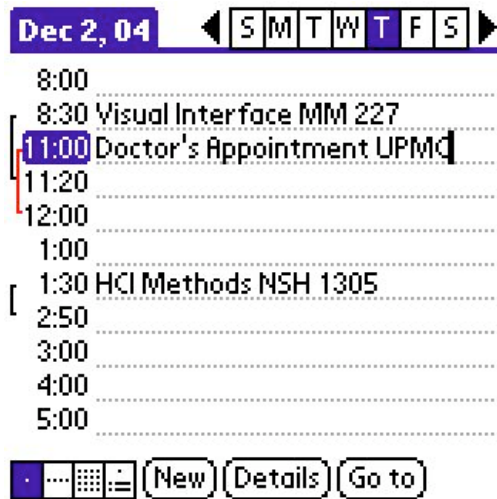 Dec 2, 04 S M T W T F S
8:00
8:30 Visual Interface MM 227
11:00 Doctor's Appointment UPMC
11:20
12:00
1:00
1:30 HCI Methods NSH 1305
2:50
3:00
4:00
5:00
New Details Go to